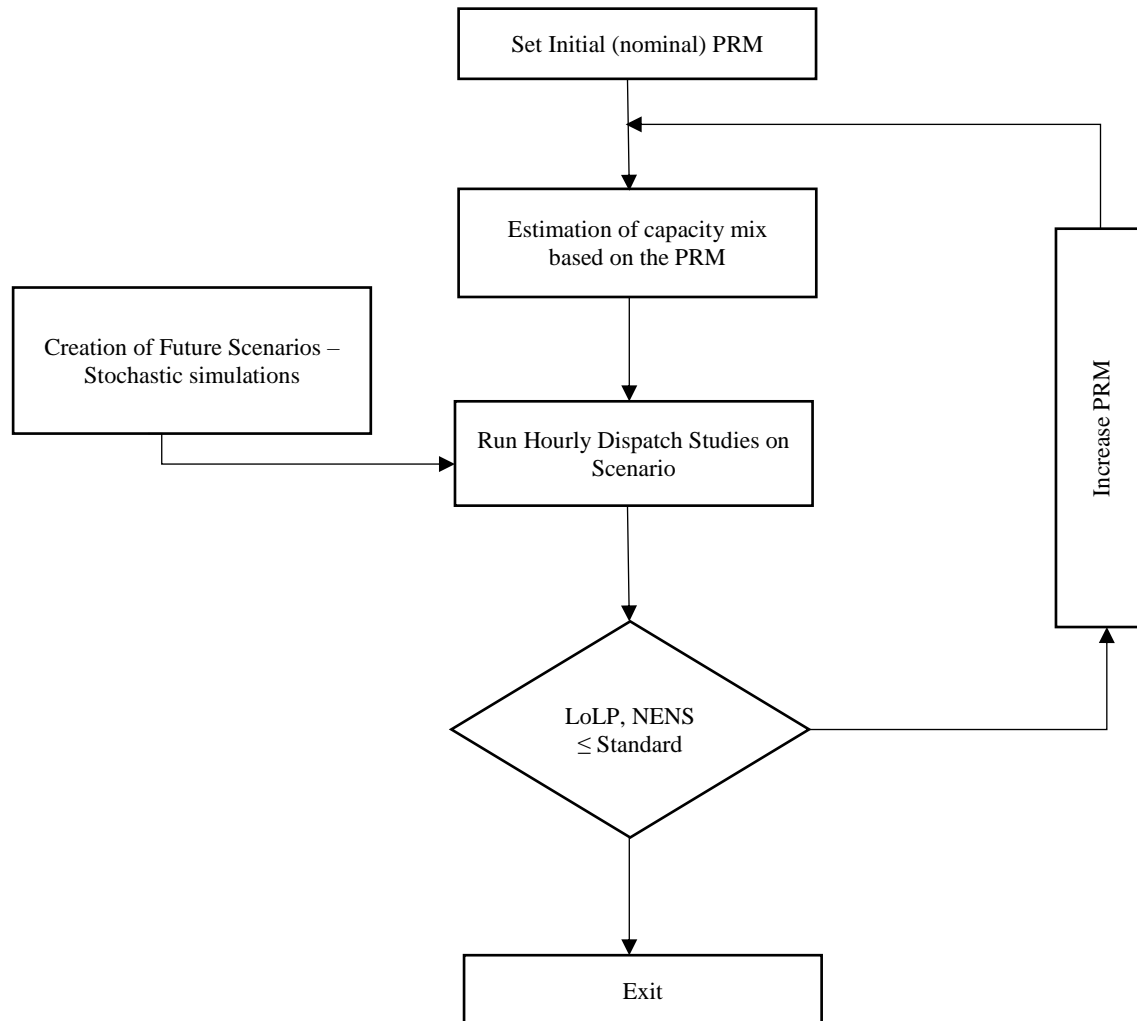 Set Initial (nominal) PRM
Estimation of capacity mix
based on the PRM
Creation of Future Scenarios –
Stochastic simulations
Run Hourly Dispatch Studies on
Scenario
Increase PRM
LoLP, NENS
≤ Standard
Exit